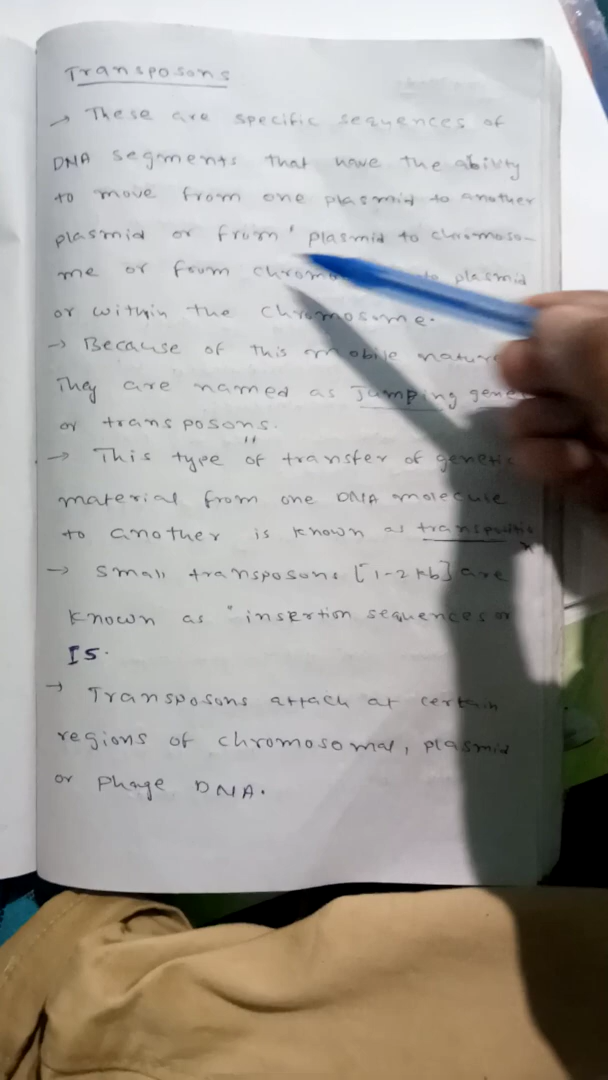 Transposons
→ These are specific sequences of
DNA segments that have the ability
to move from one plasmid to another
plasmid or from ' plasmid to chromoso-
me or from plasmid
or within the chromosome.
→ Because of this mobile
They are named as Jumping
or transposons.
→ This type "of transfer of
material from one DNA molecule
to another is known as
→ Small transposons [1-2 kb] are
known as "insertion sequences or
IS.
→ Transposons attach at certain
regions of chromosomal, plasmid
or phage DNA.